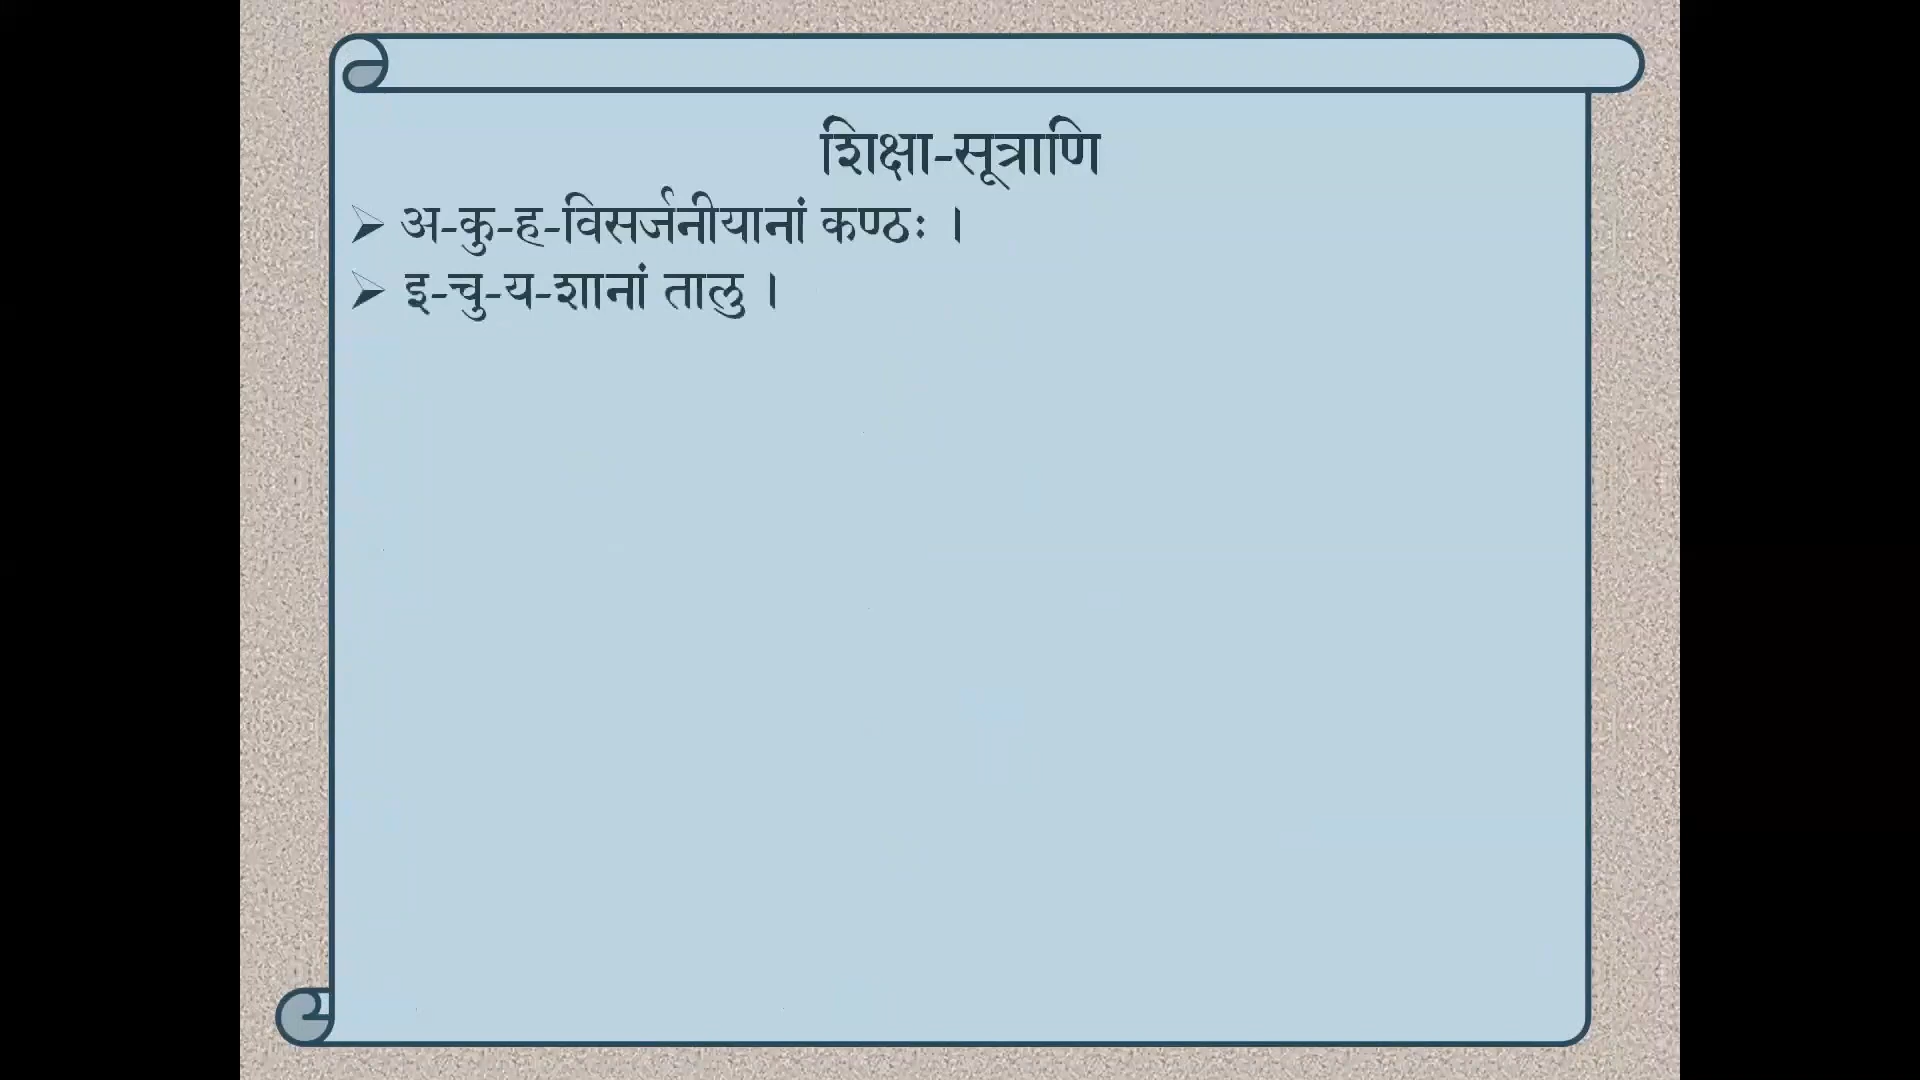 शिक्षा-सूत्राणि
अ-कु-ह-विसर्जनीयानां कण्ठः ।
इ-चु-य-शानां तालु ।